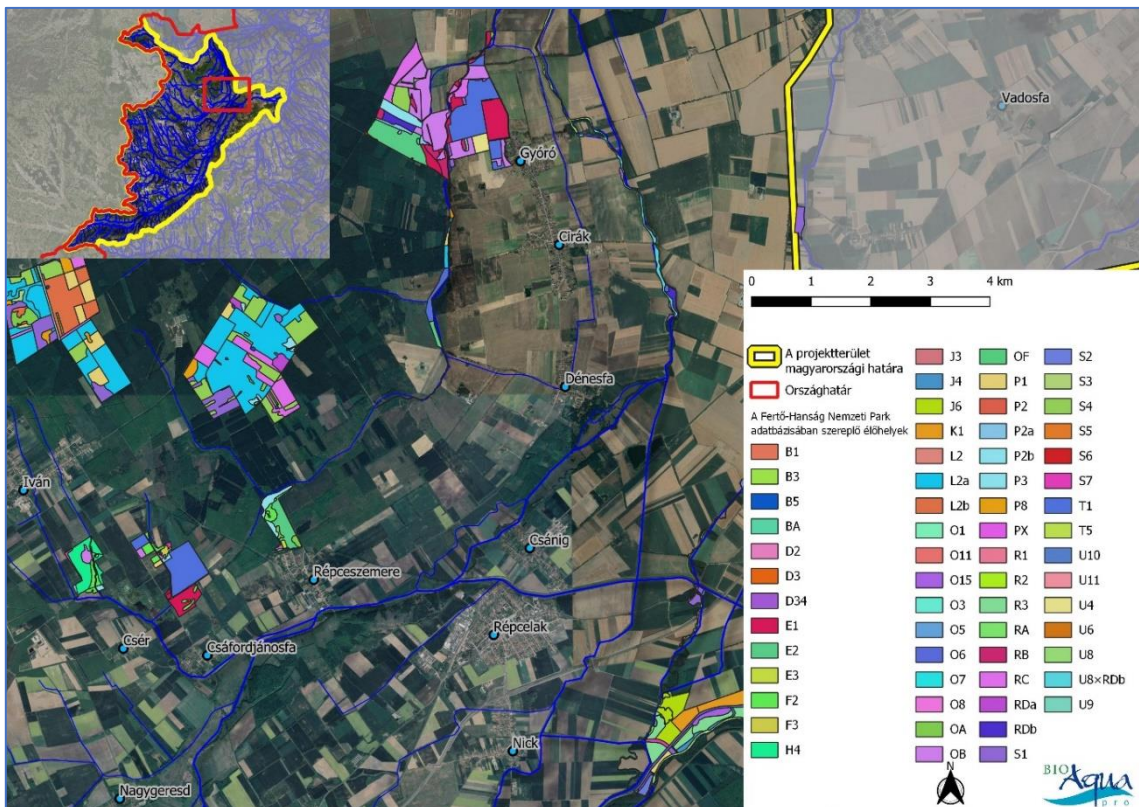 Vadosfa
Gyóró
Cirák
Dénesfa
Iván
Csánig
Répceszemere
Répcelak
Csér
Csáfordjánosfa
Nick
Nagygeresd
0 1 2 3 4 km
A projektterület
magyarországi határa
Országhatár
A Fertő-Hanság Nemzeti Park
adatbázisában szereplő élőhelyek
B1
B3
B5
BA
D2
D3
D34
E1
E2
E3
F2
F3
H4
J3
J4
J6
K1
L2
L2a
L2b
O1
O11
O15
O3
O5
O6
O7
O8
OA
OB
OF
P1
P2
P2a
P2b
P3
P8
PX
R1
R2
R3
RA
RB
RC
RDa
RDb
S1
S2
S3
S4
S5
S6
S7
T1
T5
U10
U11
U4
U6
U8
U8×RDb
U9
N
BIO
Aqua
pro